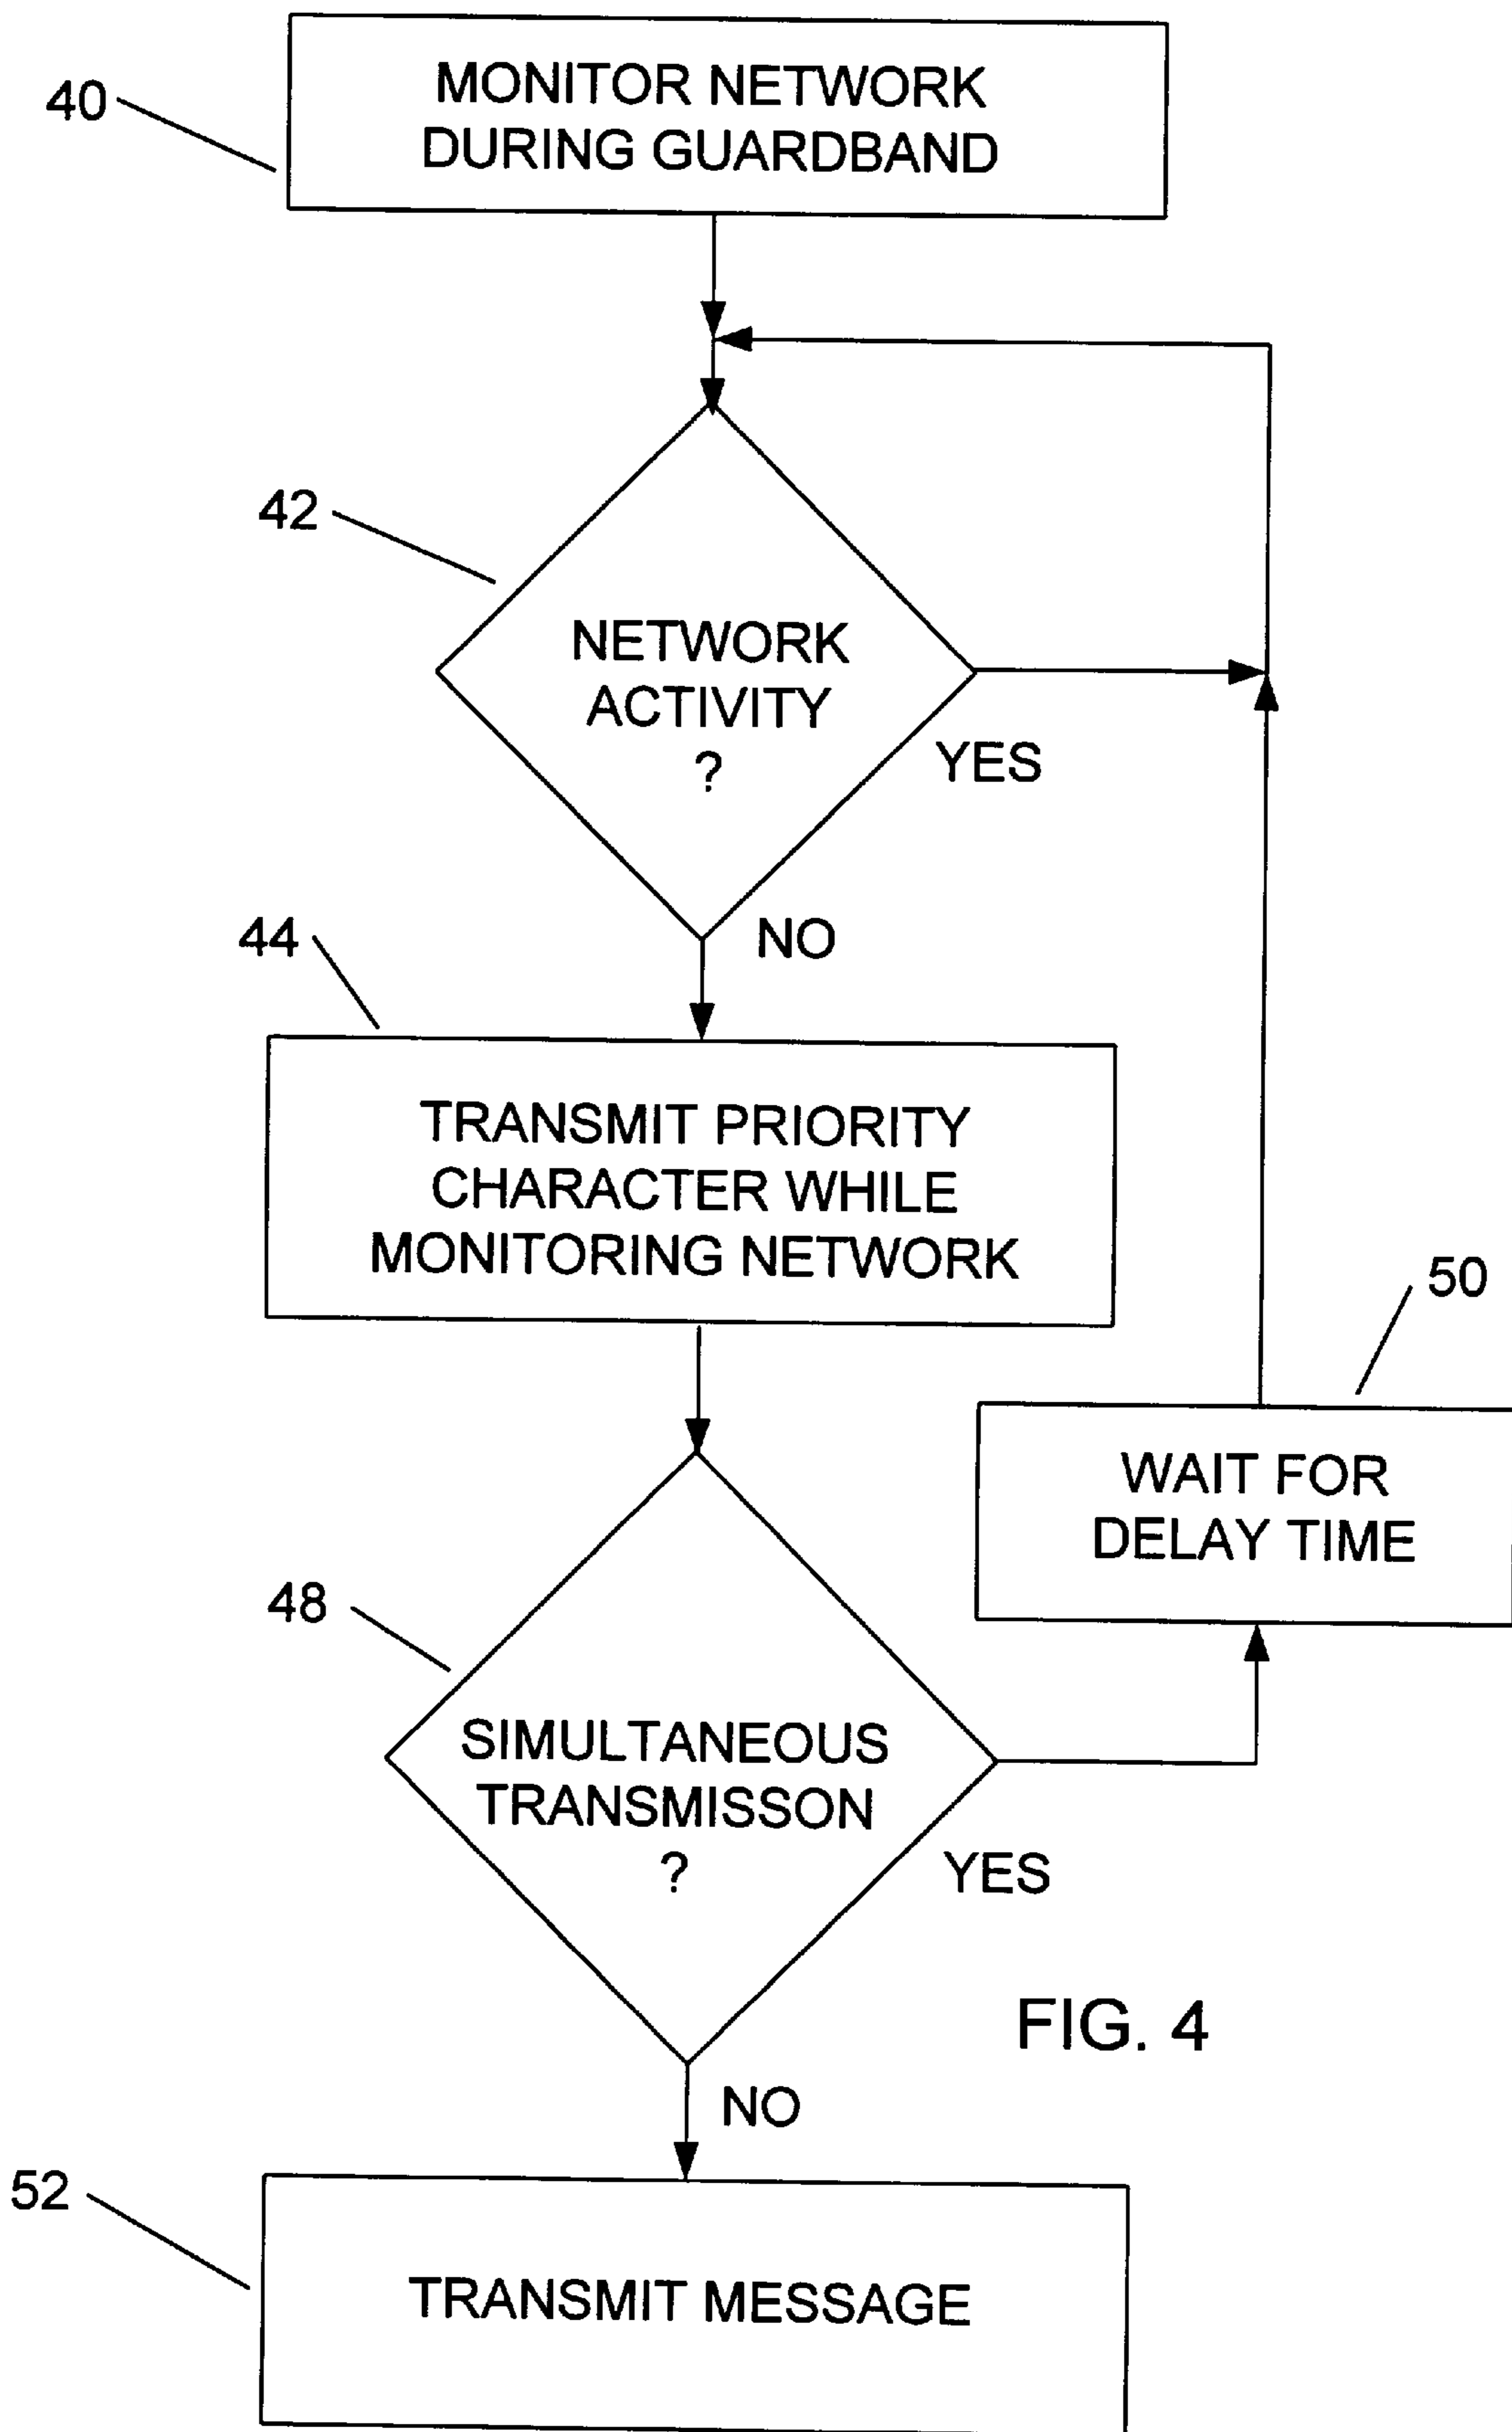 40
MONITOR NETWORK
DURING GUARDBAND
42
NETWORK
ACTIVITY
?
YES
NO
44
TRANSMIT PRIORITY
CHARACTER WHILE
MONITORING NETWORK
50
WAIT FOR
DELAY TIME
48
SIMULTANEOUS
TRANSMISSON
?
YES
NO
FIG. 4
52
TRANSMIT MESSAGE